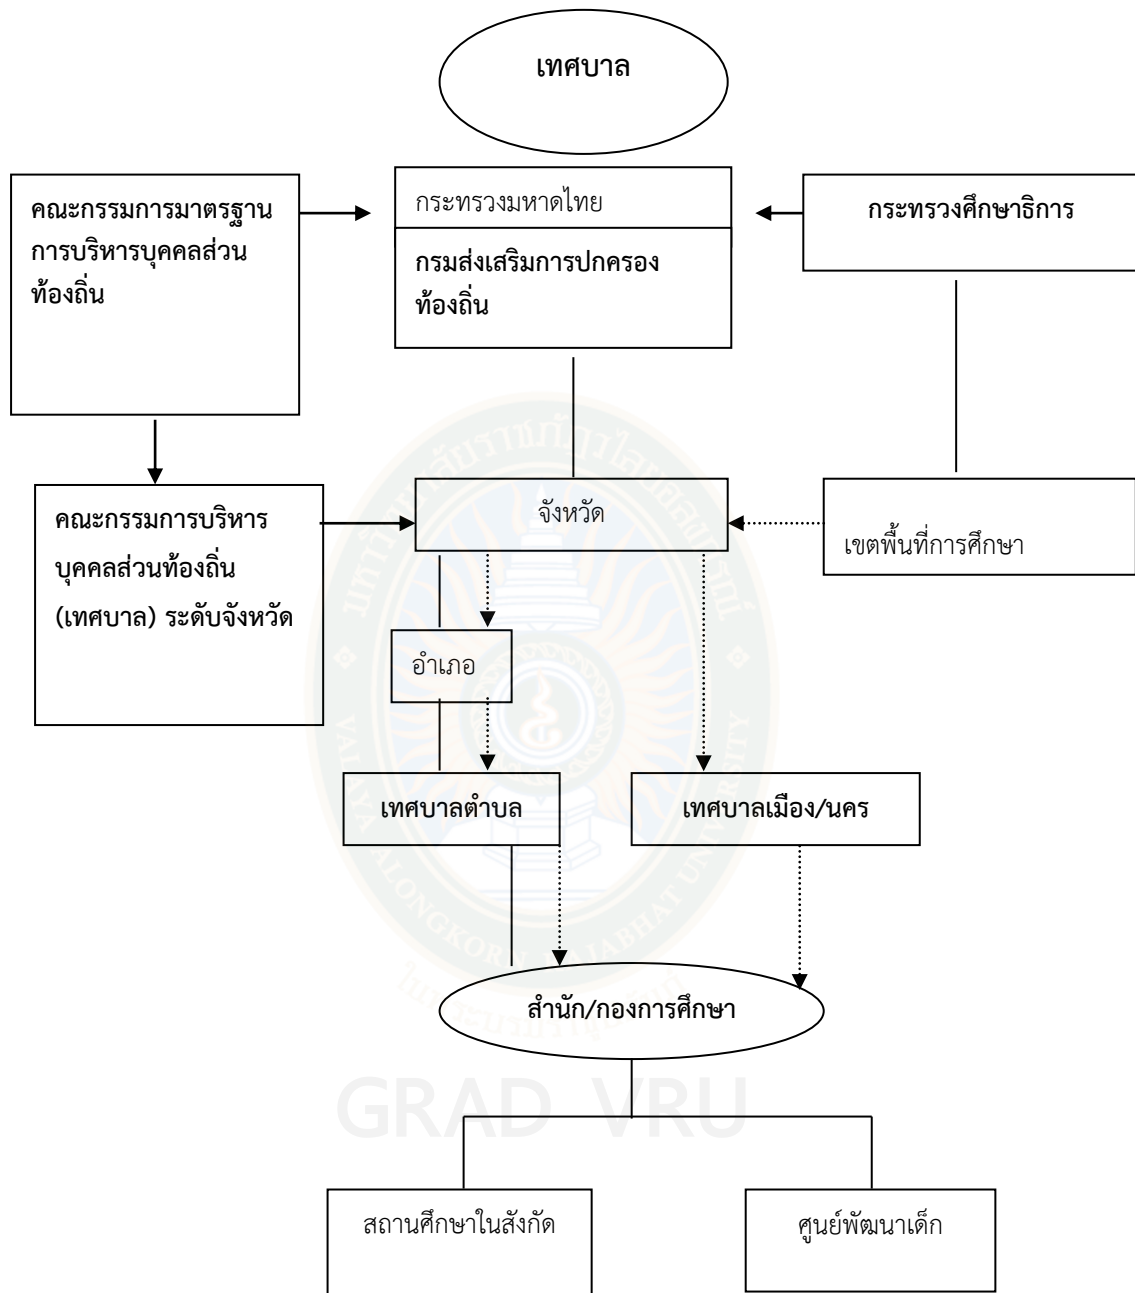 เทศบาล
คณะกรรมการมาตรฐาน
การบริหารบุคคลส่วน
ท้องถิ่น
กระทรวงมหาดไทย
กรมส่งเสริมการปกครอง
ท้องถิ่น
กระทรวงศึกษาธิการ
คณะกรรมการบริหาร
บุคคลส่วนท้องถิ่น
(เทศบาล) ระดับจังหวัด
จังหวัด
เขตพื้นที่การศึกษา
อำเภอ
เทศบาลตำบล
เทศบาลเมือง/นคร
สำนัก/กองการศึกษา
GRAD VRU
สถานศึกษาในสังกัด
ศูนย์พัฒนาเด็ก